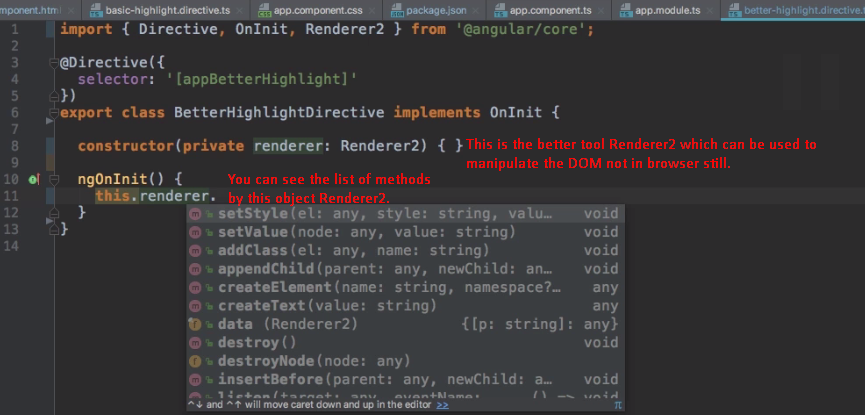 mponent.html × basic-highlight.directive.ts × app.component.css × package.json × app.component.ts × app.module.ts × better-highlight.directive.t
1 import { Directive, OnInit, Renderer2 } from '@angular/core';
2
3 @Directive({
4 selector: '[appBetterHighlight]'
5 })
6 export class BetterHighlightDirective implements OnInit {
7
8 constructor(private renderer: Renderer2) { } This is the better tool Renderer2 which can be used to
9 manipulate the DOM not in browser still.
10 ngOnInit() { You can see the list of methods
11 this.renderer. by this object Renderer2.
12 }
13 }
14
m setStyle(el: any, style: string, valu… void
m setValue(node: any, value: string) void
m addClass(el: any, name: string) void
m appendChild(parent: any, newChild: an… void
m createElement(name: string, namespace?… any
m createText(value: string) any
f data (Renderer2) {[p: string]: any}
m destroy() void
f destroyNode(node: any)
m insertBefore(parent: any, newChild: a… void
m listen(target: any, eventName: () => void
^↓ and ^↑ will move caret down and up in the editor >> π